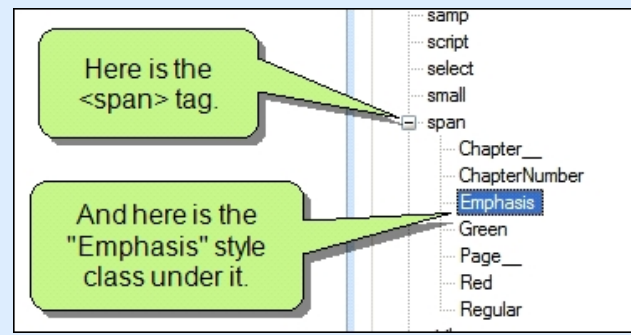 Here is the
<span> tag.
And here is the
"Emphasis" style
class under it.
samp
script
select
small
span
Chapter__
ChapterNumber
Emphasis
Green
Page__
Red
Regular